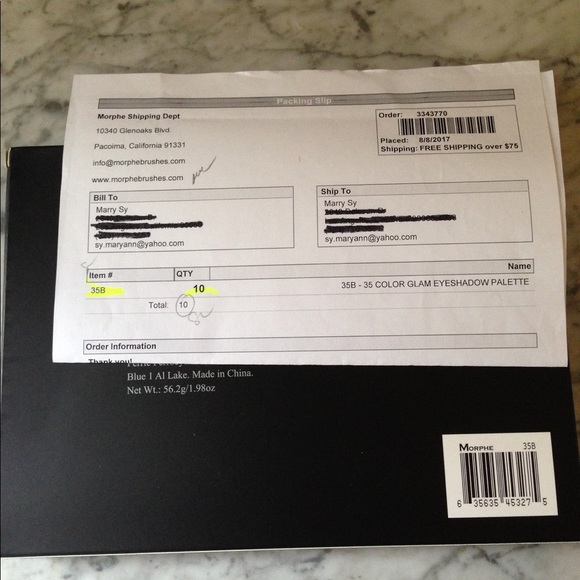 Packing Slip
Morphe Shipping Dept
10340 Glenoaks Blvd
Pacoima, California 91331
info@morphebrushes.com
www.morphebrushes.com
Order: 3343770
Placed: 8/8/2017
Shipping: FREE SHIPPING over $75
Bill To
Marry Sy
sy.maryann@yahoo.com
Ship To
Marry Sy
sy.maryann@yahoo.com
Item # QTY Name
35B 10 35B - 35 COLOR GLAM EYESHADOW PALETTE
Total: 10
Order Information
Thank you!
Blue 1 Al Lake. Made in China.
Net Wt.: 56.2g/1.98oz
MORPHE 35B
6 35635 45327 5